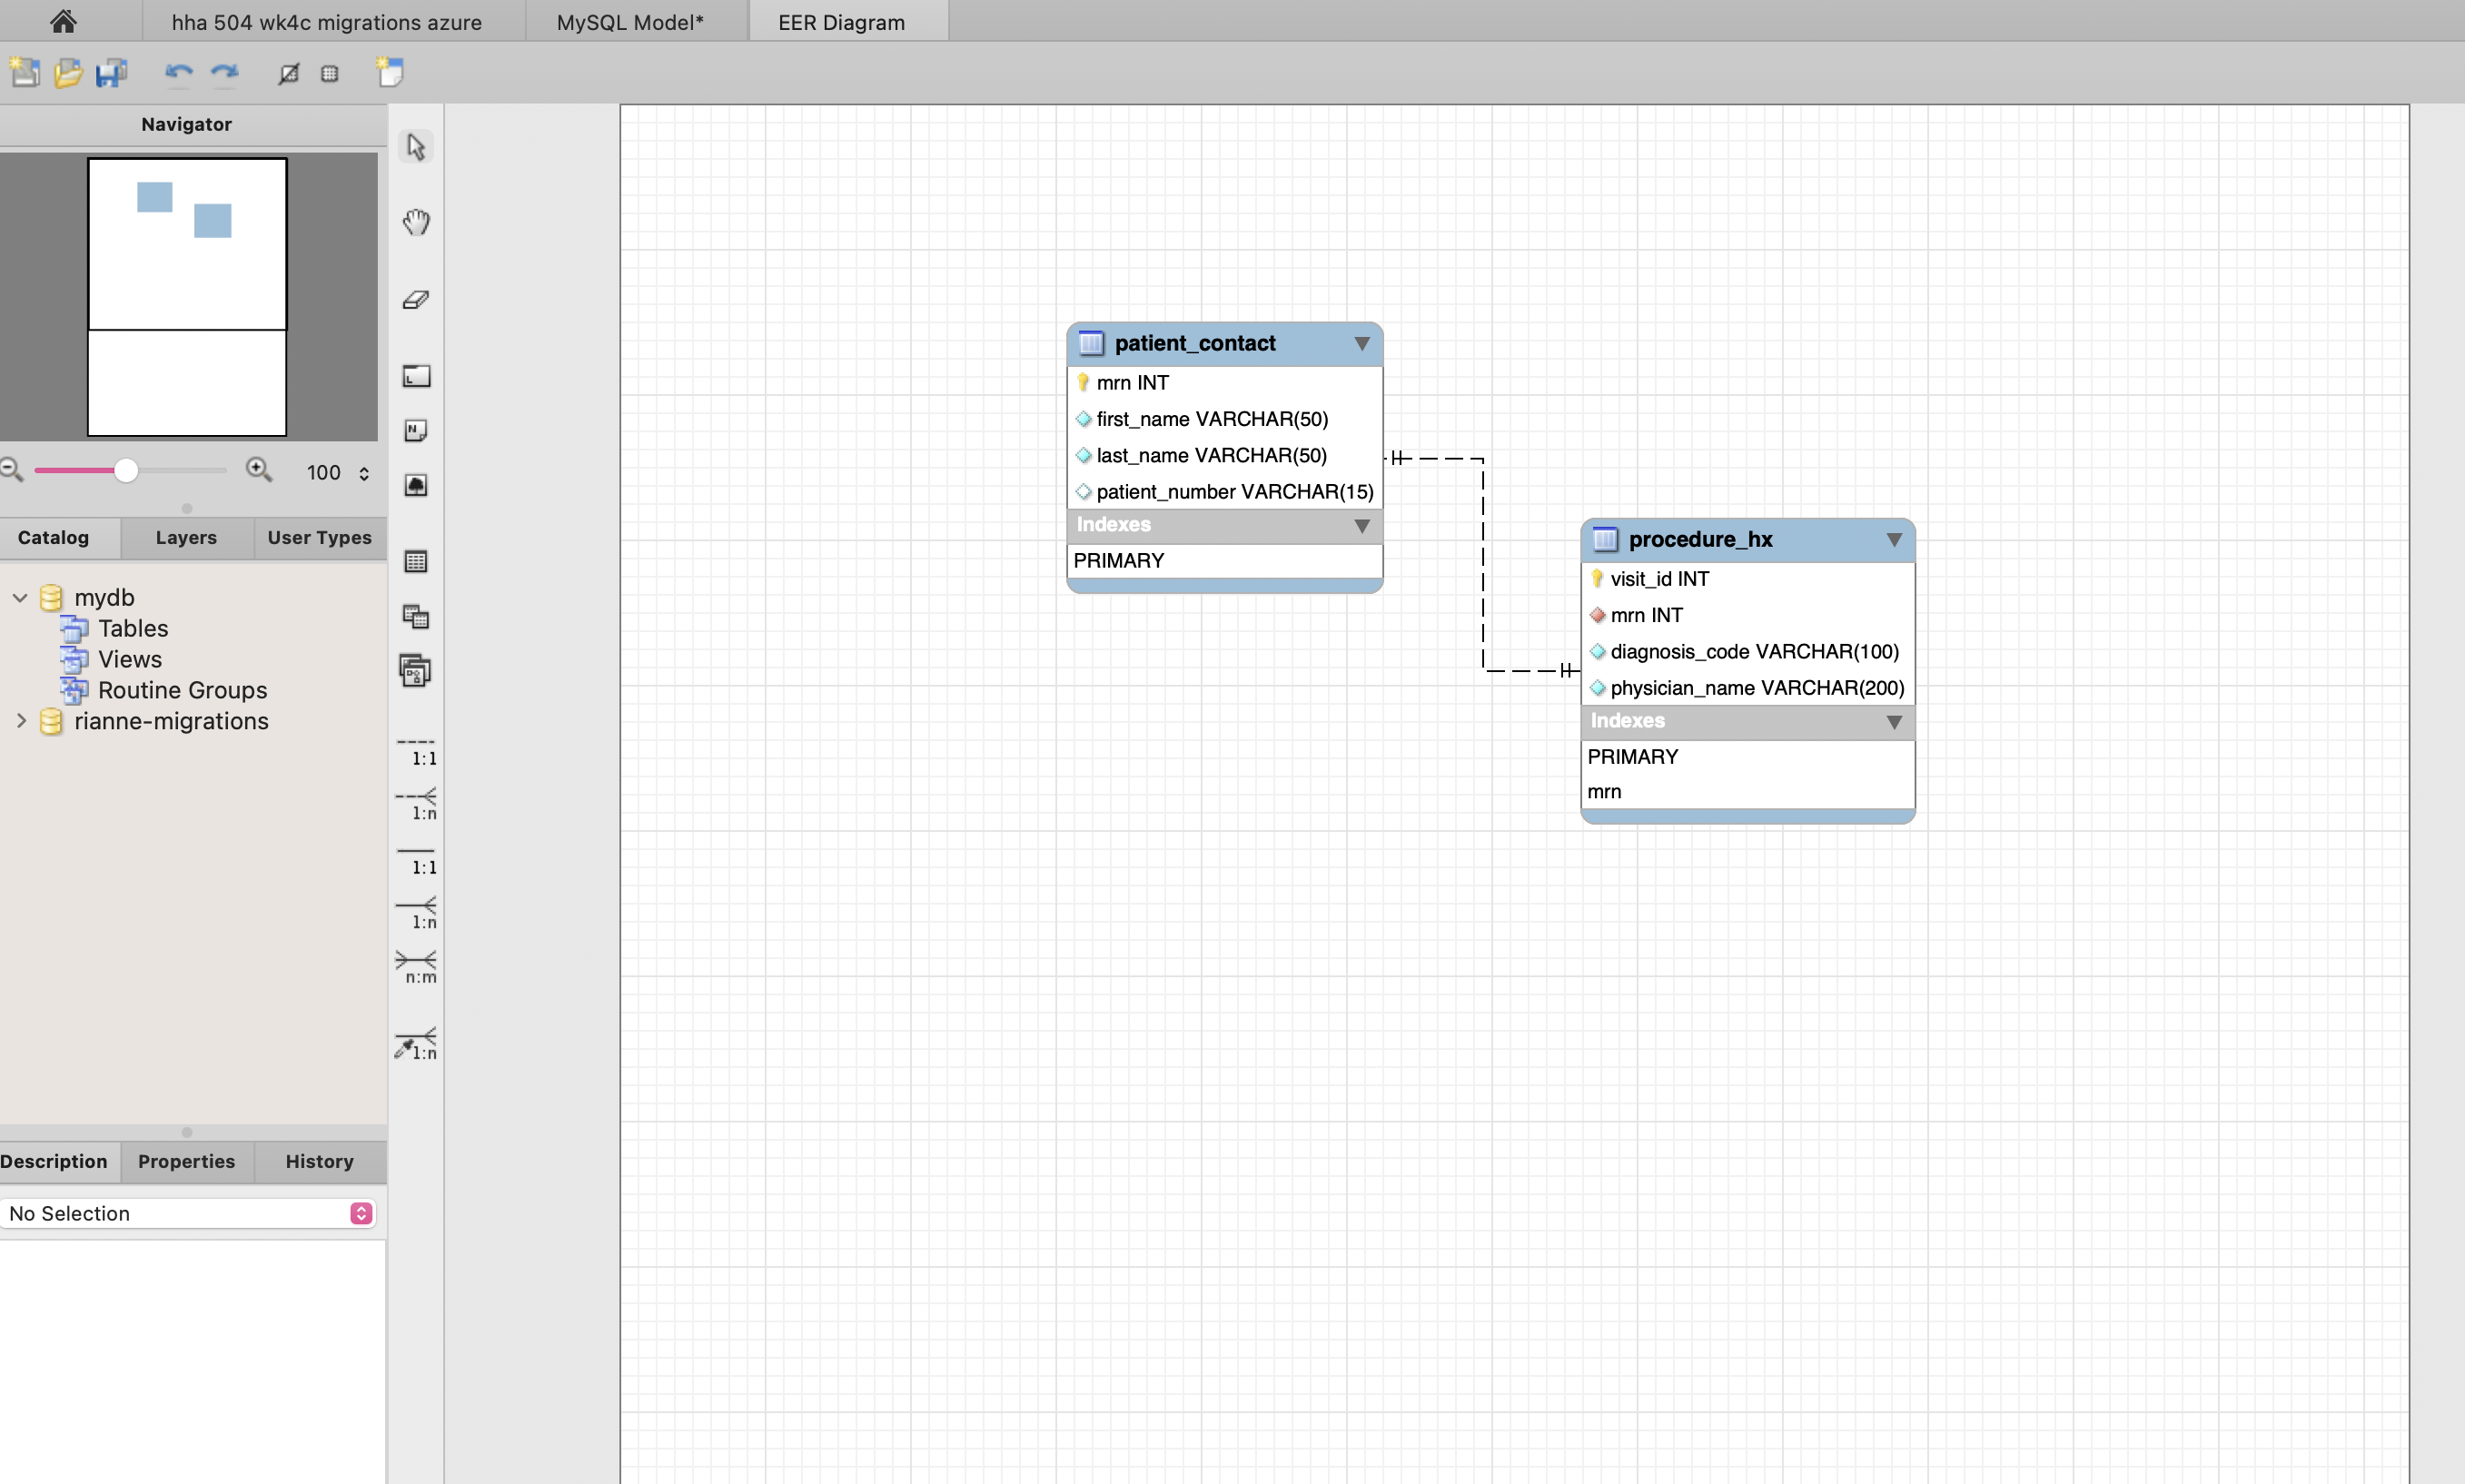 hha 504 wk4c migrations azure
MySQL Model*
EER Diagram
Navigator
100
Catalog
Layers
User Types
mydb
Tables
Views
Routine Groups
rianne-migrations
Description
Properties
History
No Selection
L
N
1:1
1:n
1:1
1:n
n:m
1:n
patient_contact
mrn INT
first_name VARCHAR(50)
last_name VARCHAR(50)
patient_number VARCHAR(15)
Indexes
PRIMARY
procedure_hx
visit_id INT
mrn INT
diagnosis_code VARCHAR(100)
physician_name VARCHAR(200)
Indexes
PRIMARY
mrn